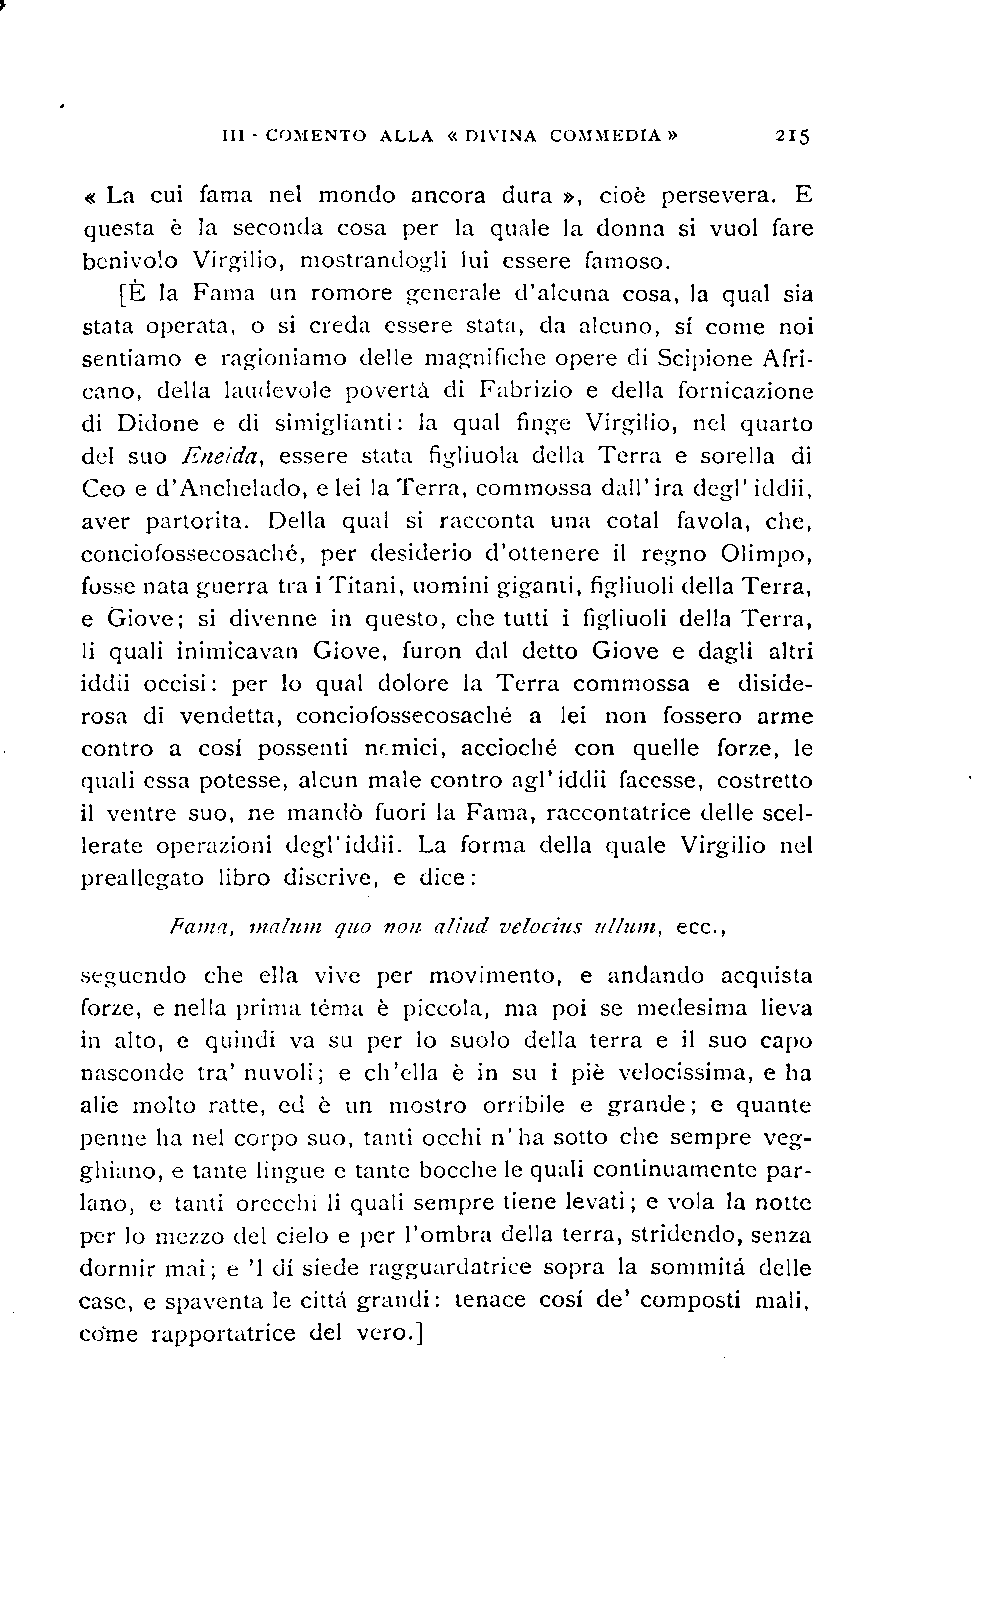 III - COMENTO ALLA « DIVINA COMMEDIA » 215
« La cui fama nel mondo ancora dura », cioè persevera. E
questa è la seconda cosa per la quale la donna si vuol fare
benivolo Virgilio, mostrandogli lui essere famoso.
[È la Fama un romore generale d'alcuna cosa, la qual sia
stata operata, o si creda essere stata, da alcuno, sí come noi
sentiamo e ragioniamo delle magnifiche opere di Scipione Afri-
cano, della laudevole povertá di Fabrizio e della fornicazione
di Didone e di simiglianti: la qual finge Virgilio, nel quarto
del suo Eneida, essere stata figliuola della Terra e sorella di
Ceo e d'Anchelado, e lei la Terra, commossa dall'ira degl'iddii,
aver partorita. Della qual si racconta una cotal favola, che,
conciofossecosaché, per desiderio d'ottenere il regno Olimpo,
fosse nata guerra tra i Titani, uomini giganti, figliuoli della Terra,
e Giove; si divenne in questo, che tutti i figliuoli della Terra,
li quali inimicavan Giove, furon dal detto Giove e dagli altri
iddii occisi: per lo qual dolore la Terra commossa e diside-
rosa di vendetta, conciofossecosaché a lei non fossero arme
contro a cosí possenti nemici, accioché con quelle forze, le
quali essa potesse, alcun male contro agl'iddii facesse, costretto
il ventre suo, ne mandò fuori la Fama, raccontatrice delle scel-
lerate operazioni degl'iddii. La forma della quale Virgilio nel
preallegato libro discrive, e dice:
Fama, malum quo non aliud velocius ullum, ecc.,
seguendo che ella vive per movimento, e andando acquista
forze, e nella prima téma è piccola, ma poi se medesima lieva
in alto, e quindi va su per lo suolo della terra e il suo capo
nasconde tra' nuvoli; e ch'ella è in su i piè velocissima, e ha
alie molto ratte, ed è un mostro orribile e grande; e quante
penne ha nel corpo suo, tanti occhi n'ha sotto che sempre veg-
ghiano, e tante lingue e tante bocche le quali continuamente par-
lano, e tanti orecchi li quali sempre tiene levati; e vola la notte
per lo mezzo del cielo e per l'ombra della terra, stridendo, senza
dormir mai; e 'l dí siede ragguardatrice sopra la sommitá delle
case, e spaventa le cittá grandi: tenace cosí de' composti mali,
come rapportatrice del vero.]